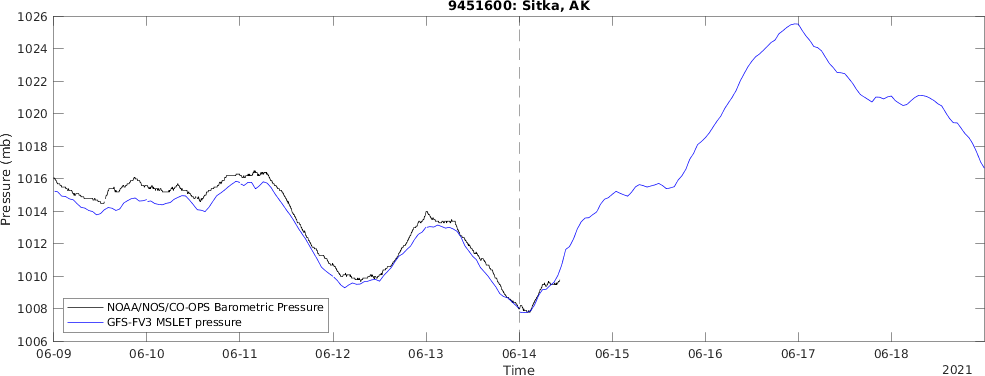 9451600: Sitka, AK
Pressure (mb)
1026
1024
1022
1020
1018
1016
1014
1012
1010
1008
1006
NOAA/NOS/CO-OPS Barometric Pressure
GFS-FV3 MSLET pressure
06-09 06-10 06-11 06-12 06-13 06-14 06-15 06-16 06-17 06-18
Time
2021